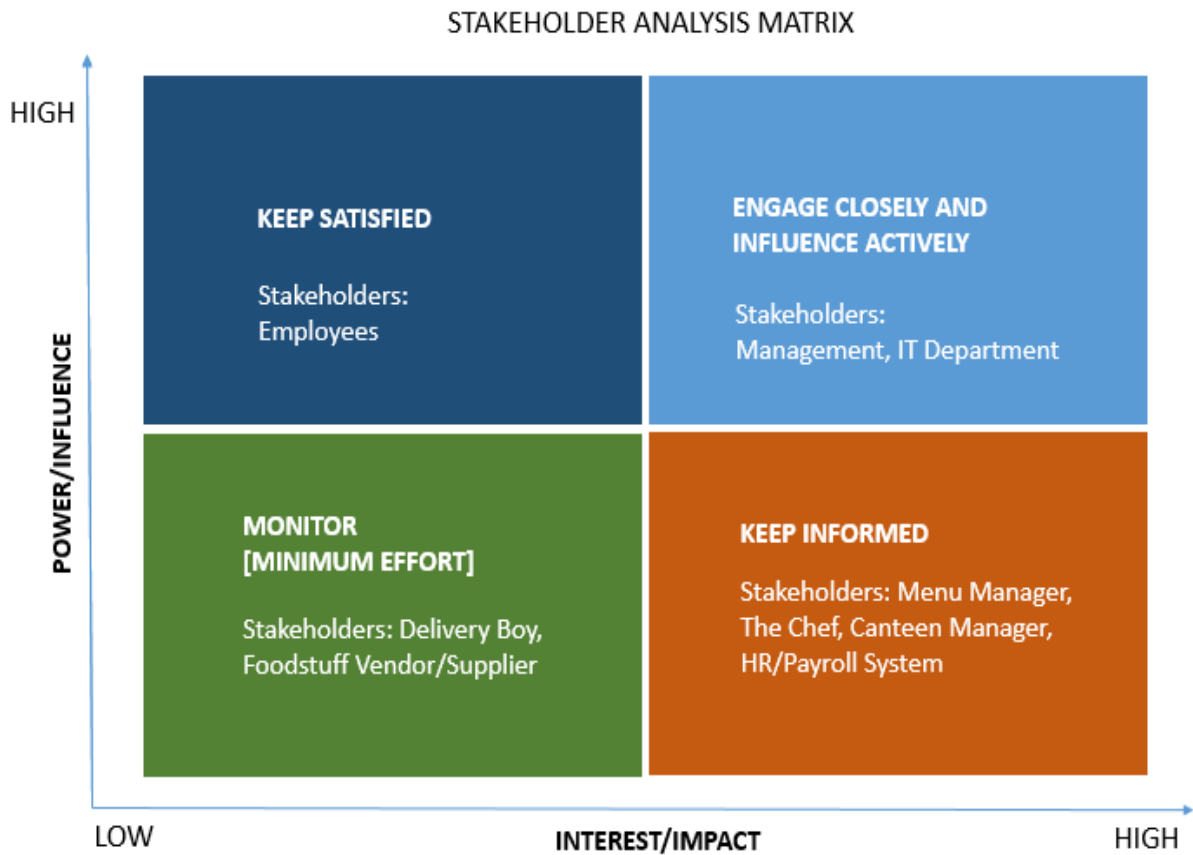 STAKEHOLDER ANALYSIS MATRIX
HIGH
KEEP SATISFIED
Stakeholders:
Employees
ENGAGE CLOSELY AND
INFLUENCE ACTIVELY
Stakeholders:
Management, IT Department
POWER/INFLUENCE
MONITOR
[MINIMUM EFFORT]
Stakeholders: Delivery Boy,
Foodstuff Vendor/Supplier
KEEP INFORMED
Stakeholders: Menu Manager,
The Chef, Canteen Manager,
HR/Payroll System
LOW
INTEREST/IMPACT
HIGH